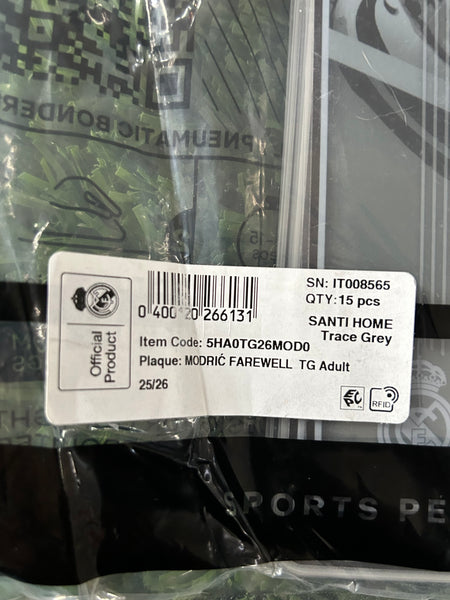 PNEUMATIC BONDER
Official
Product
0 400020 266131
SN: IT008565
QTY: 15 pcs
SANTI HOME
Trace Grey
Item Code: 5HA0TG26MOD0
Plaque: MODRIĆ FAREWELL TG Adult
25/26
EPC
RFID
SPORTS PE